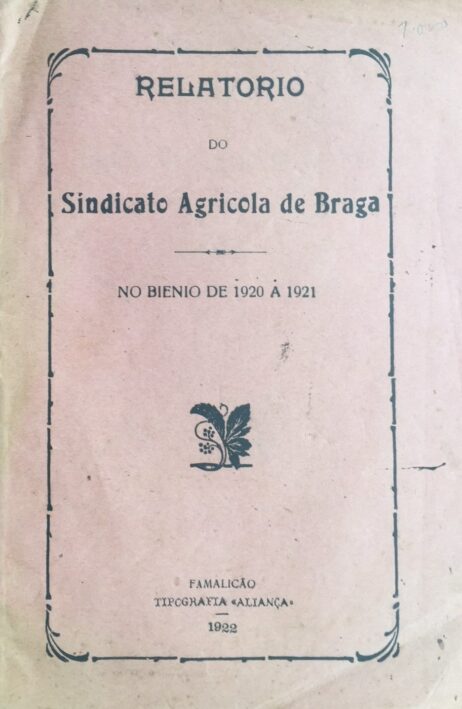 RELATORIO
DO
Sindicato Agricola de Braga
NO BIENIO DE 1920 A 1921
FAMALICÃO
TIPOGRAFIA «ALIANÇA»
1922